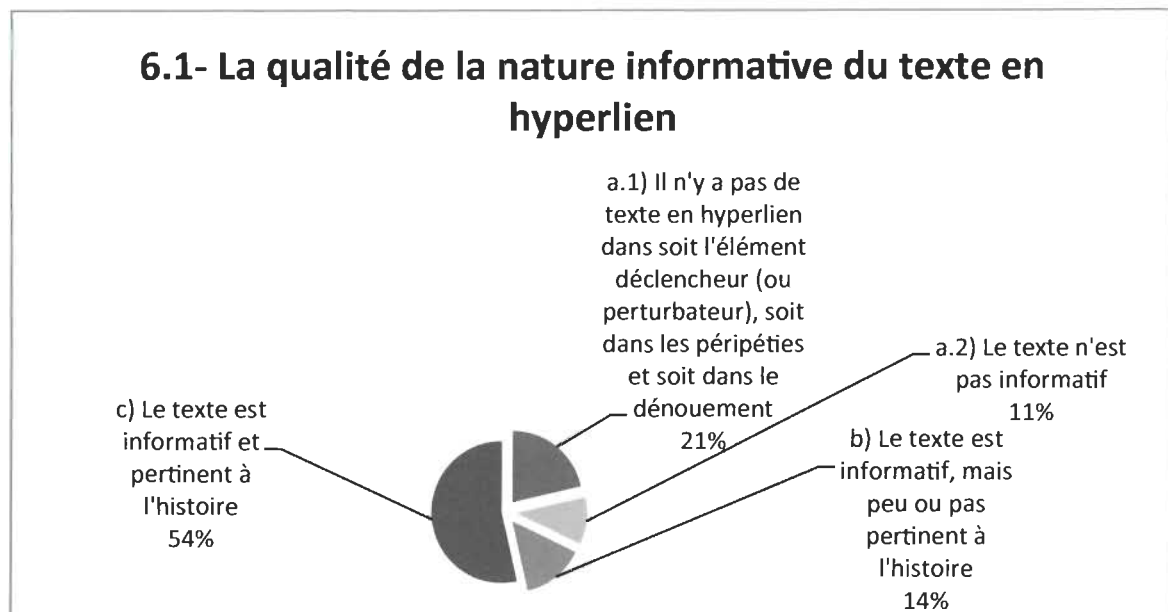 6.1- La qualité de la nature informative du texte en
hyperlien
a.1) Il n'y a pas de
texte en hyperlien
dans soit l'élément
déclencheur (ou
perturbateur), soit
dans les péripéties
et soit dans le
dénouement
21%
a.2) Le texte n'est
pas informatif
11%
b) Le texte est
informatif, mais
peu ou pas
pertinent à
l'histoire
14%
c) Le texte est
informatif et
pertinent à
l'histoire
54%